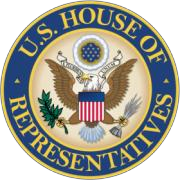 U.S. HOUSE OF
REPRESENTATIVES